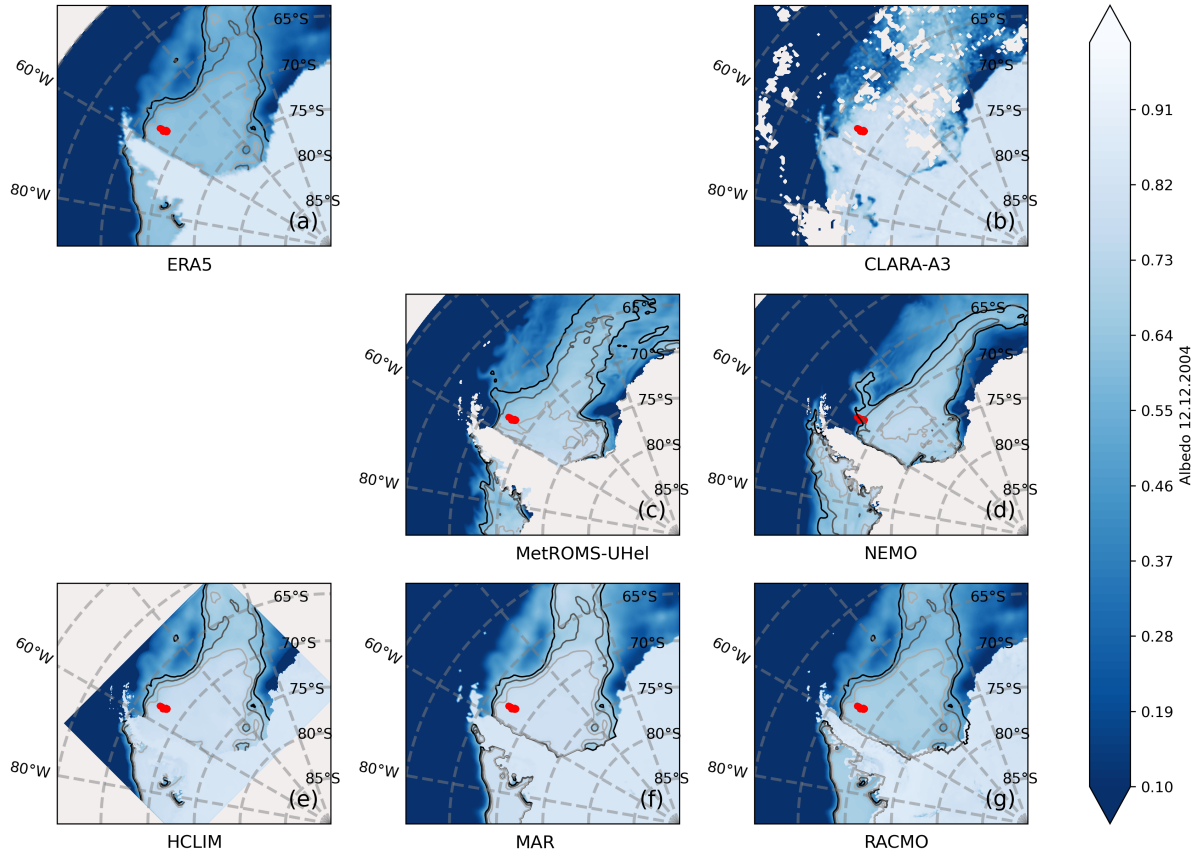 65°S
70°S
75°S
80°S
85°S
60°W
80°W
(a)
ERA5
65°S
70°S
75°S
80°S
85°S
60°W
80°W
(b)
CLARA-A3
65°S
70°S
75°S
80°S
85°S
60°W
80°W
(c)
MetROMS-UHel
65°S
70°S
75°S
80°S
85°S
60°W
80°W
(d)
NEMO
65°S
70°S
75°S
80°S
85°S
60°W
80°W
(e)
HCLIM
65°S
70°S
75°S
80°S
85°S
60°W
80°W
(f)
MAR
65°S
70°S
75°S
80°S
85°S
60°W
80°W
(g)
RACMO
0.91
0.82
0.73
0.64
0.55
0.46
0.37
0.28
0.19
0.10
Albedo 12.12.2004